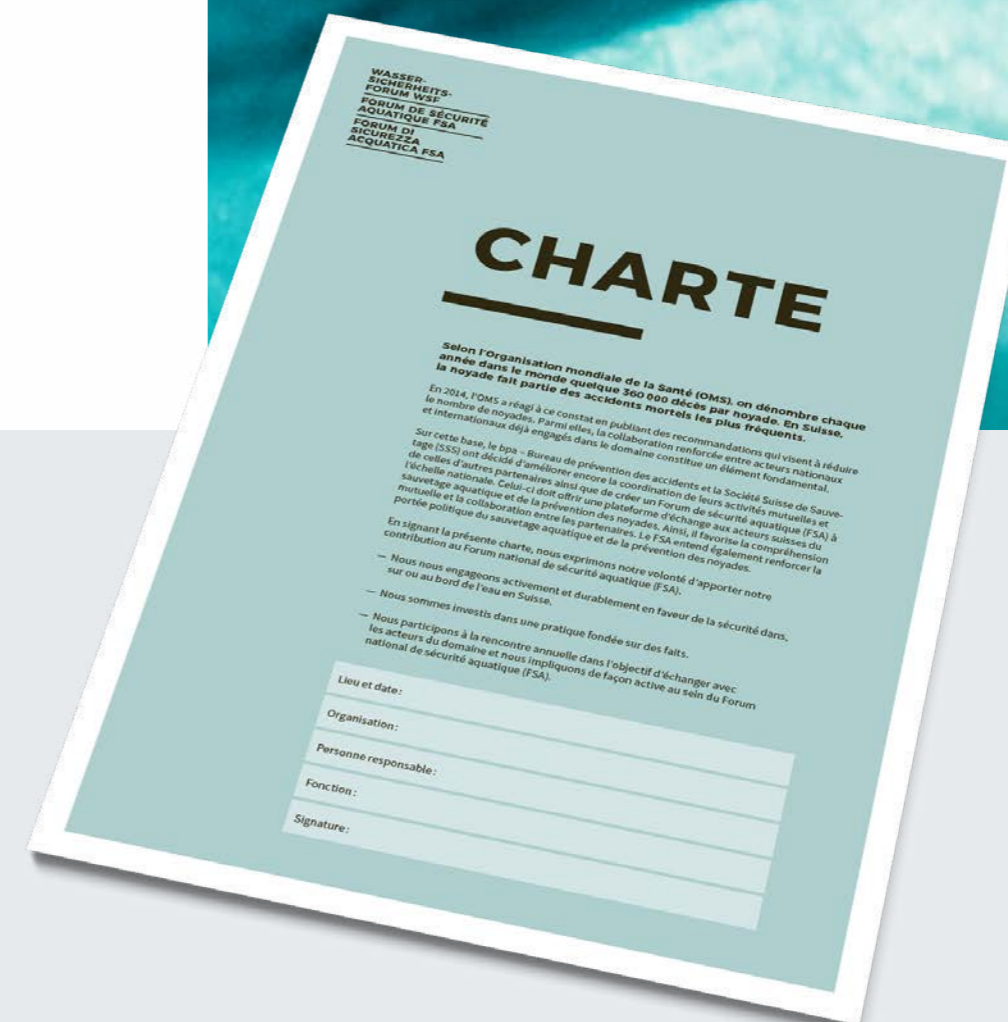 WASSER-
SICHERHEITS-
FORUM WSF
FORUM DE SÉCURITÉ
AQUATIQUE FSA
FORUM DI
SICUREZZA
ACQUATICA FSA
CHARTE
Selon l'Organisation mondiale de la Santé (OMS), on dénombre chaque
année dans le monde quelque 360 000 décès par noyade. En Suisse,
la noyade fait partie des accidents mortels les plus fréquents.
En 2014, l'OMS a réagi à ce constat en publiant des recommandations qui visent à réduire
le nombre de noyades. Parmi elles, la collaboration renforcée entre acteurs nationaux
et internationaux déjà engagés dans le domaine constitue un élément fondamental.
Sur cette base, le bpa – Bureau de prévention des accidents et la Société Suisse de Sauve-
tage (SSS) ont décidé d'améliorer encore la coordination de leurs activités mutuelles et
de celles d'autres partenaires ainsi que de créer un Forum de sécurité aquatique (FSA) à
l'échelle nationale. Celui-ci doit offrir une plateforme d'échange aux acteurs suisses du
sauvetage aquatique et de la prévention des noyades. Ainsi, il favorise la compréhension
mutuelle et la collaboration entre les partenaires. Le FSA entend également renforcer la
portée politique du sauvetage aquatique et de la prévention des noyades.
En signant la présente charte, nous exprimons notre volonté d'apporter notre
contribution au Forum national de sécurité aquatique (FSA).
— Nous nous engageons activement et durablement en faveur de la sécurité dans,
sur ou au bord de l'eau en Suisse.
— Nous sommes investis dans une pratique fondée sur des faits.
— Nous participons à la rencontre annuelle dans l'objectif d'échanger avec
les acteurs du domaine et nous impliquons de façon active au sein du Forum
national de sécurité aquatique (FSA).
Lieu et date :
Organisation :
Personne responsable :
Fonction :
Signature :